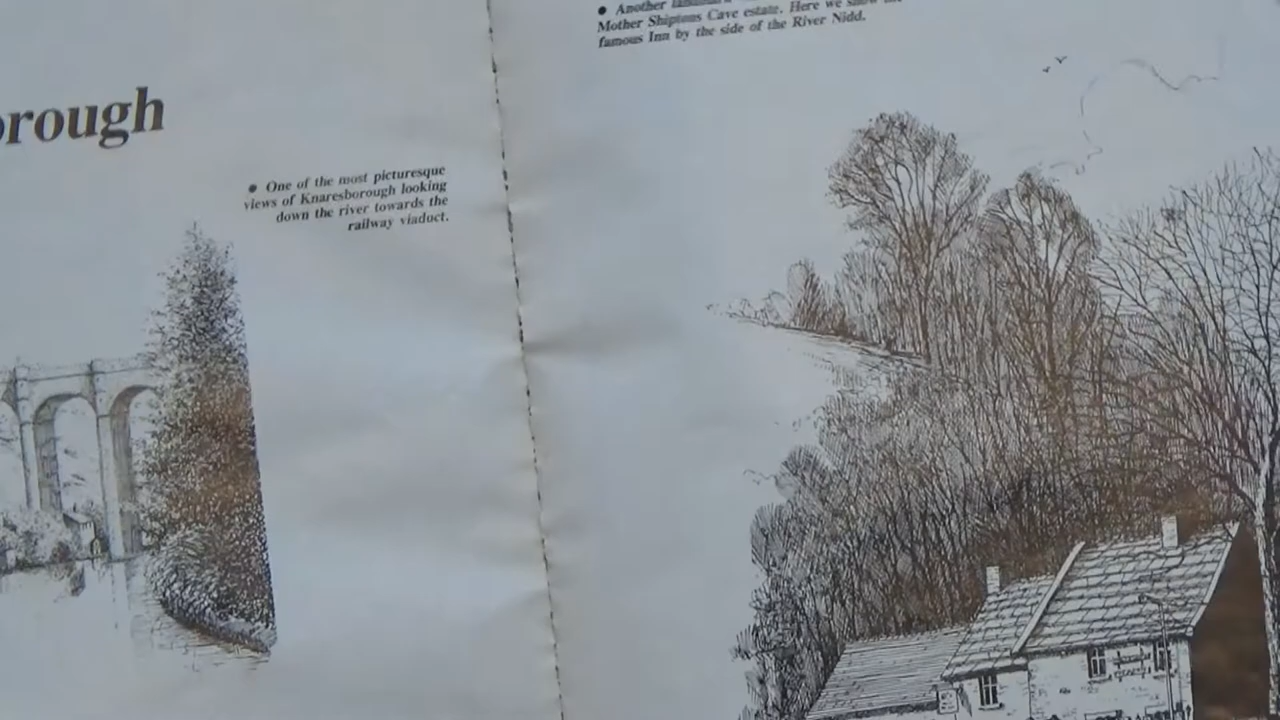 orough
● One of the most picturesque
views of Knaresborough looking
down the river towards the
railway viaduct.
● Another
Mother Shiptons Cave estate. Here we show
famous Inn by the side of the River Nidd.